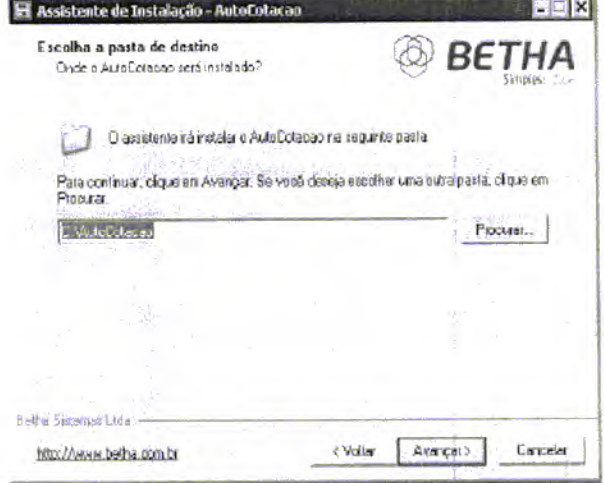 Assistente de Instalação - AutoCotacao
Escolha a pasta de destino
Onde o AutoCotacao será instalado?
BETHA
Simples.
O assistente irá instalar o AutoCotacao na seguinte pasta.
Para continuar, clique em Avançar. Se você deseja escolher uma outra pasta, clique em
Procurar.
\AutoCotacao
Procurar...
Betha Sistemas Ltda
http://www.betha.com.br
< Voltar
Avançar >
Cancelar